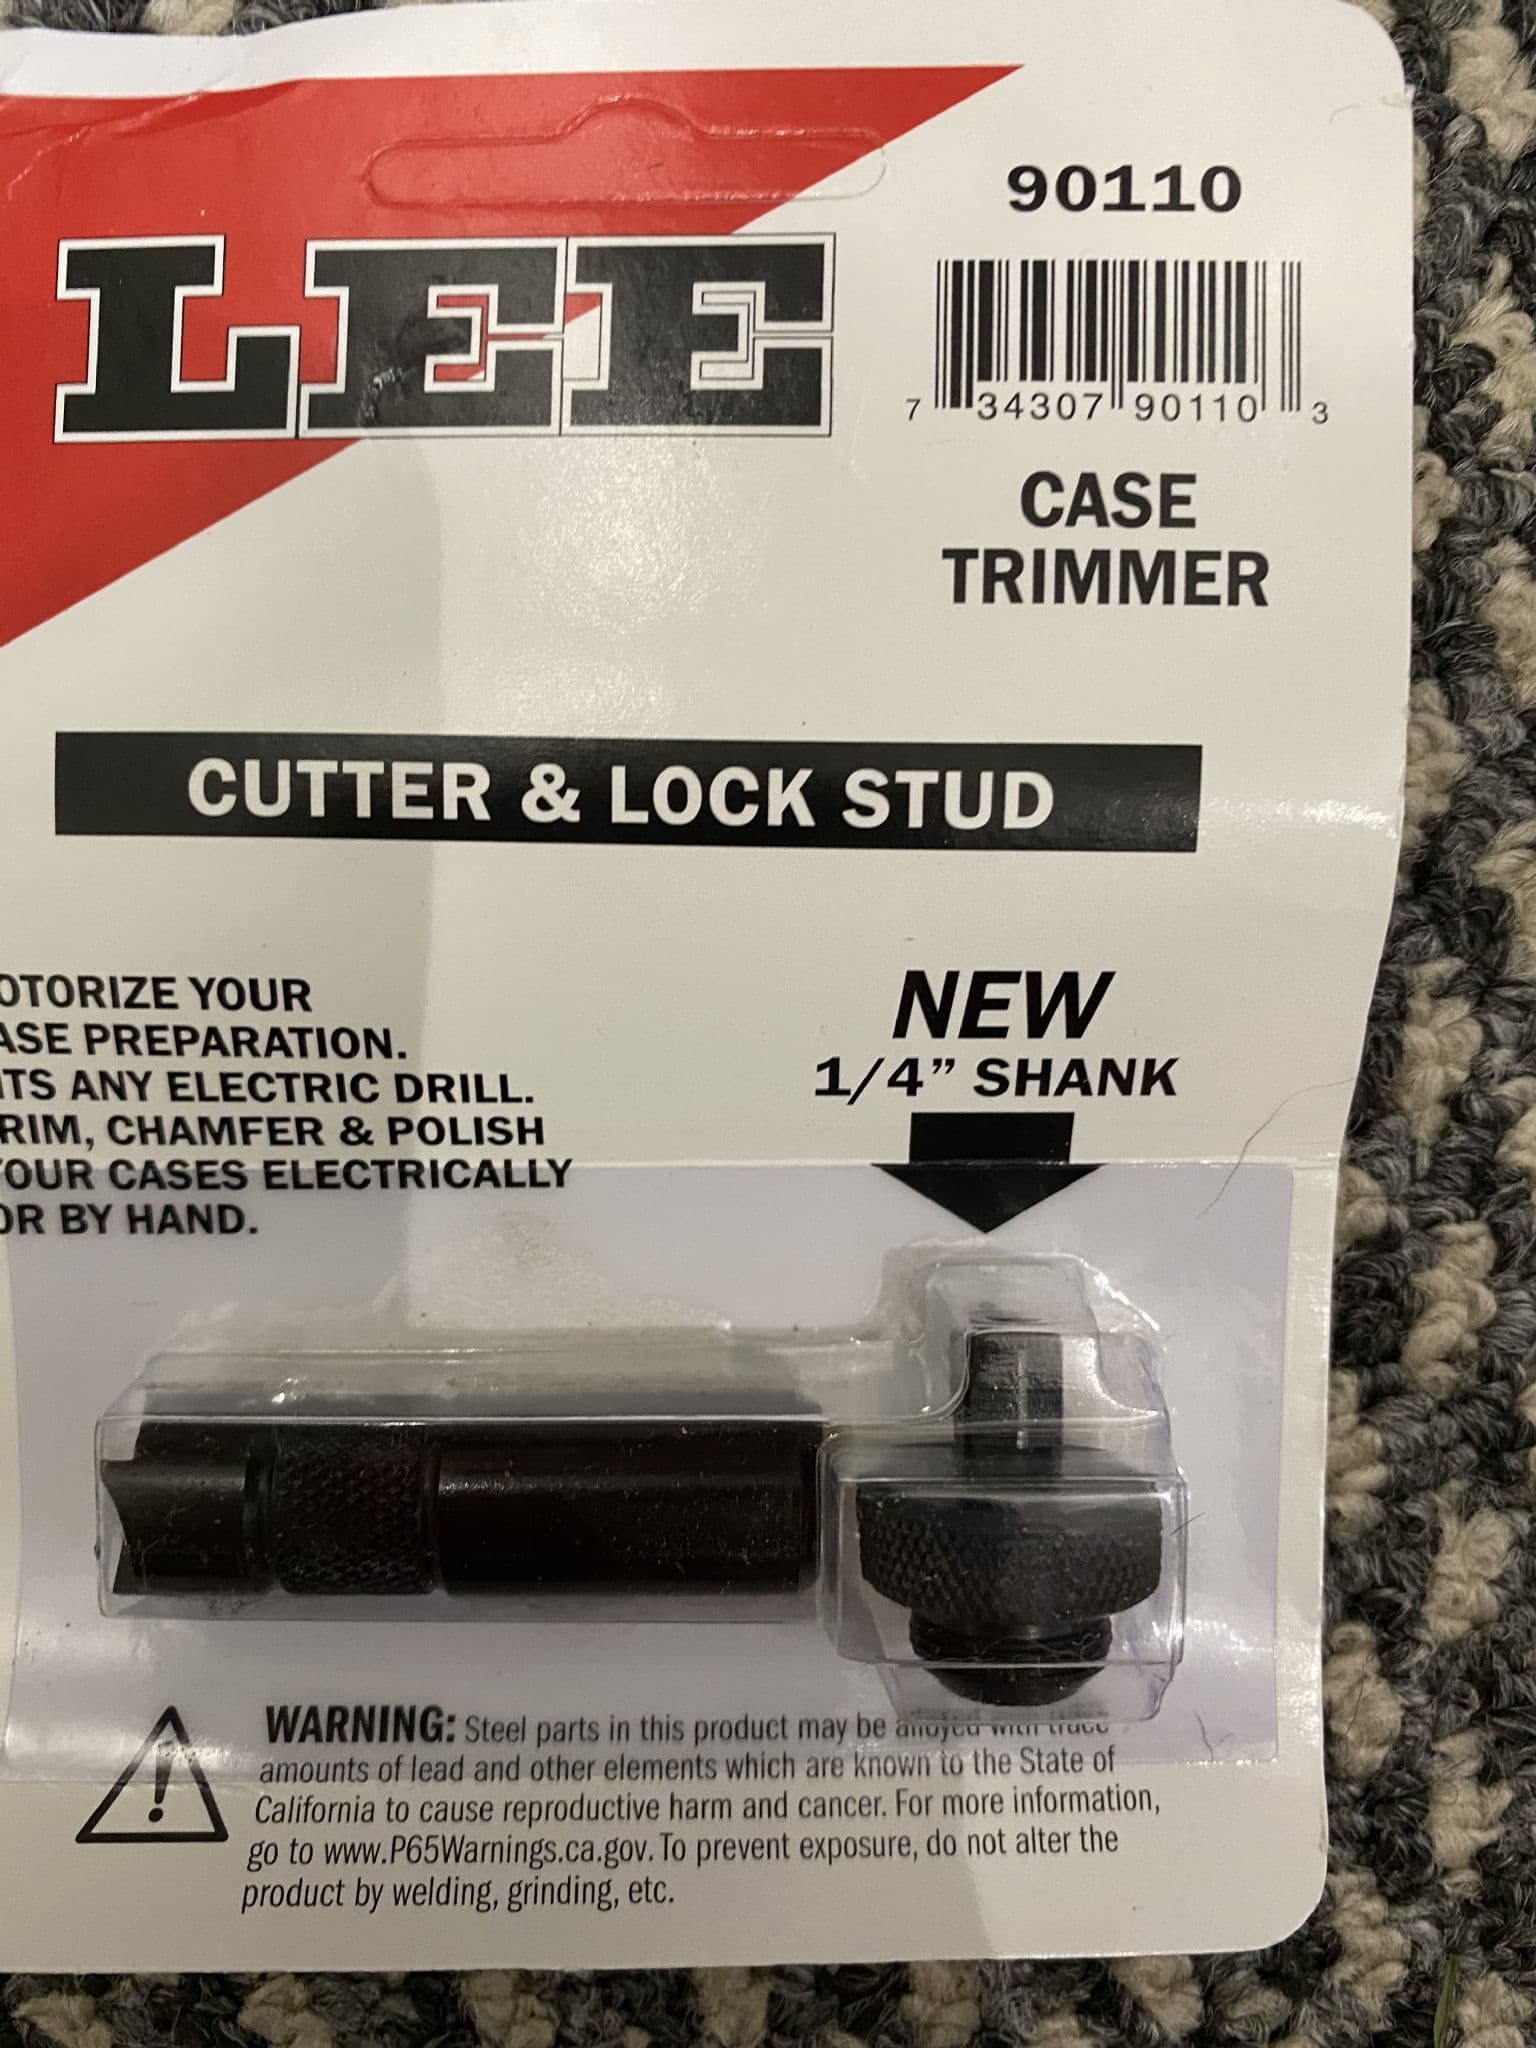 LEE
90110
7 34307 90110 3
CASE
TRIMMER
CUTTER & LOCK STUD
OTORIZE YOUR
ASE PREPARATION.
ITS ANY ELECTRIC DRILL.
RIM, CHAMFER & POLISH
OUR CASES ELECTRICALLY
OR BY HAND.
NEW
1/4” SHANK
WARNING: Steel parts in this product may be alloyed with trace
amounts of lead and other elements which are known to the State of
California to cause reproductive harm and cancer. For more information,
go to www.P65Warnings.ca.gov. To prevent exposure, do not alter the
product by welding, grinding, etc.